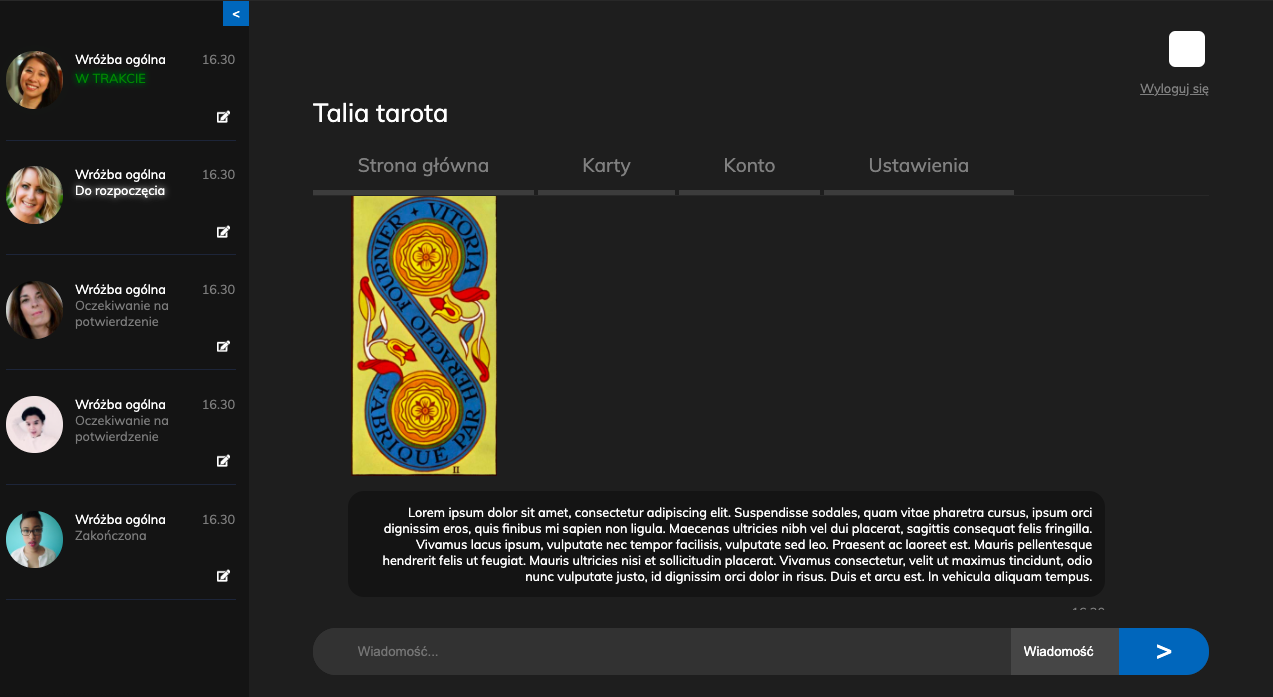 <
Wróżba ogólna 16.30
W TRAKCIE
Wróżba ogólna 16.30
Do rozpoczęcia
Wróżba ogólna 16.30
Oczekiwanie na
potwierdzenie
Wróżba ogólna 16.30
Oczekiwanie na
potwierdzenie
Wróżba ogólna 16.30
Zakończona
Wyloguj się
Talia tarota
Strona główna Karty Konto Ustawienia
VITORIA
HERACLIO FOURNIER
FABRIQUE PAR
II
Lorem ipsum dolor sit amet, consectetur adipiscing elit. Suspendisse sodales, quam vitae pharetra cursus, ipsum orci
dignissim eros, quis finibus mi sapien non ligula. Maecenas ultricies nibh vel dui placerat, sagittis consequat felis fringilla.
Vivamus lacus ipsum, vulputate nec tempor facilisis, vulputate sed leo. Praesent ac laoreet est. Mauris pellentesque
hendrerit felis ut feugiat. Mauris ultricies nisi et sollicitudin placerat. Vivamus consectetur, velit ut maximus tincidunt, odio
nunc vulputate justo, id dignissim orci dolor in risus. Duis et arcu est. In vehicula aliquam tempus.
Wiadomość... Wiadomość >